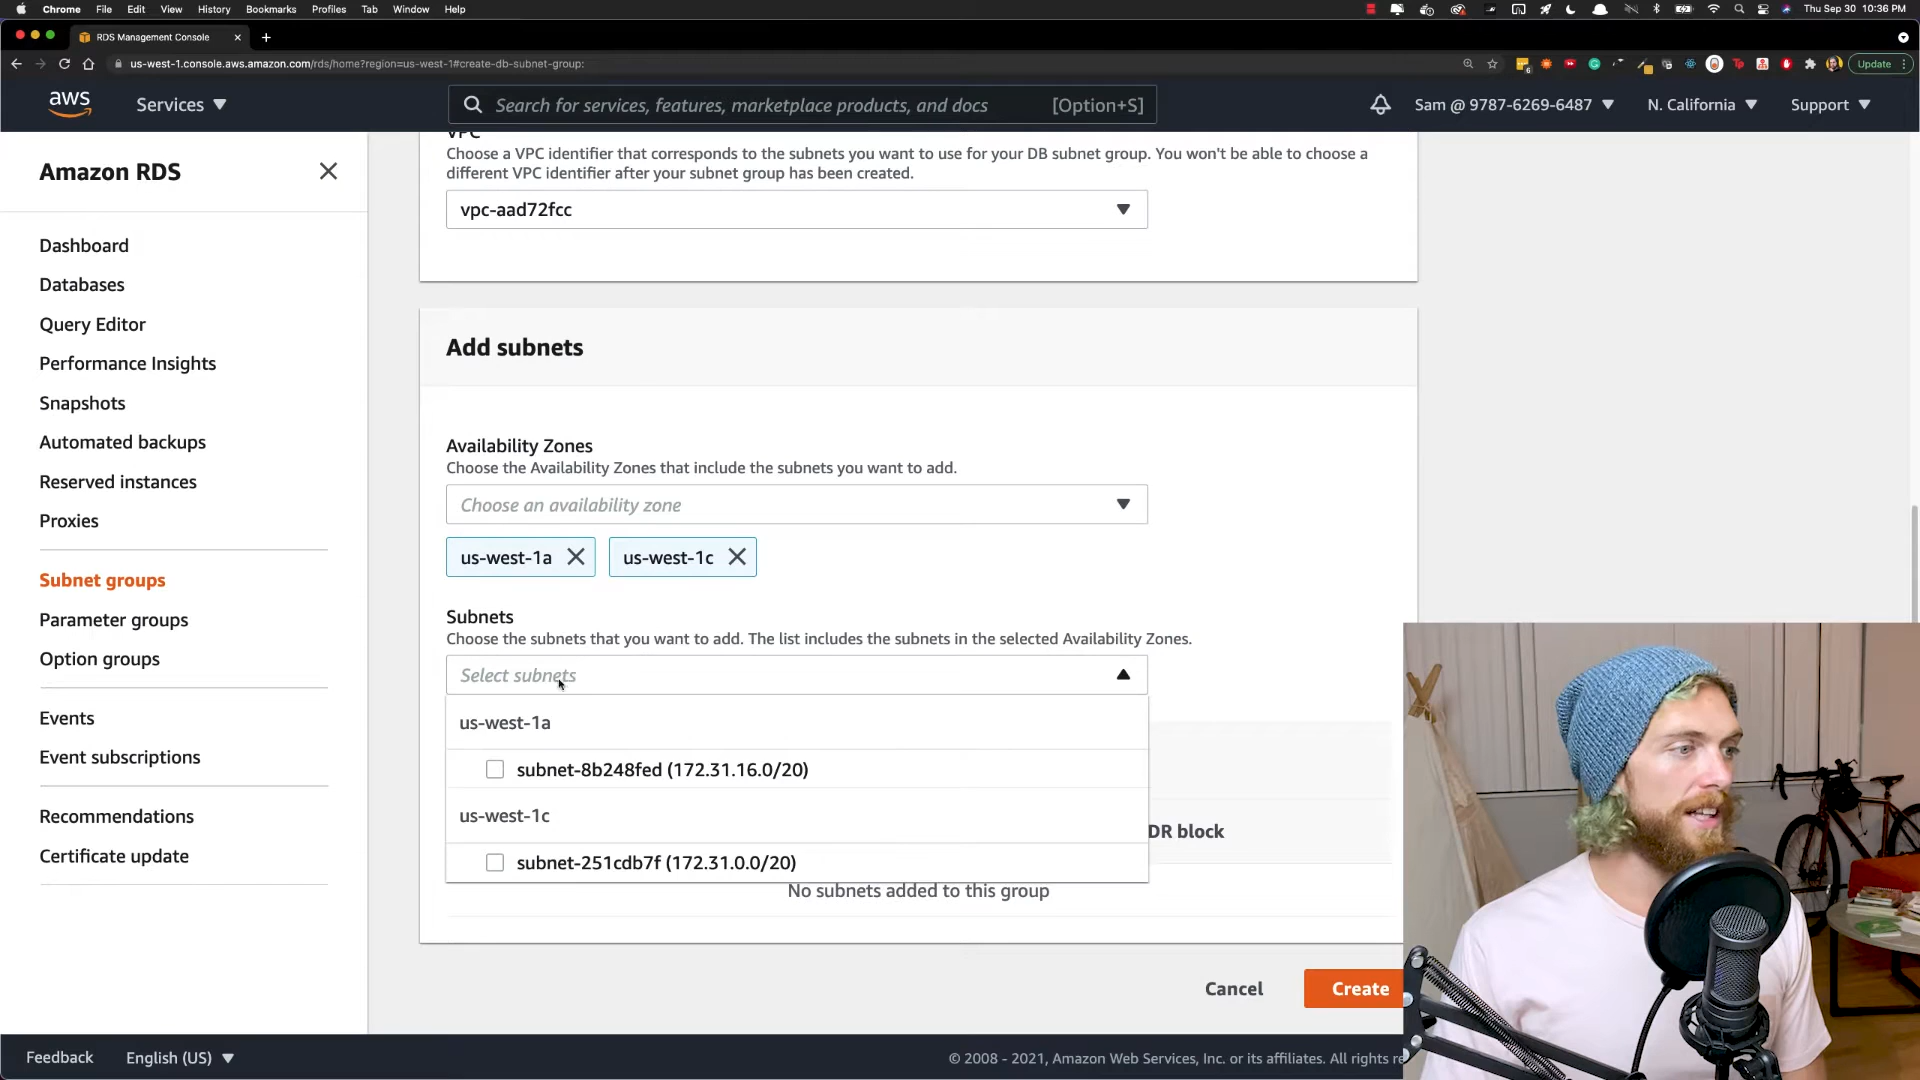 Chrome File Edit View History Bookmarks Profiles Tab Window Help
Thu Sep 30 10:36 PM
RDS Management Console
us-west-1.console.aws.amazon.com/rds/home?region=us-west-1#create-db-subnet-group:
Update
aws
Services
Search for services, features, marketplace products, and docs [Option+S]
Sam @ 9787-6269-6487
N. California
Support
Amazon RDS
Dashboard
Databases
Query Editor
Performance Insights
Snapshots
Automated backups
Reserved instances
Proxies
Subnet groups
Parameter groups
Option groups
Events
Event subscriptions
Recommendations
Certificate update
VPC
Choose a VPC identifier that corresponds to the subnets you want to use for your DB subnet group. You won't be able to choose a
different VPC identifier after your subnet group has been created.
vpc-aad72fcc
Add subnets
Availability Zones
Choose the Availability Zones that include the subnets you want to add.
Choose an availability zone
us-west-1a
us-west-1c
Subnets
Choose the subnets that you want to add. The list includes the subnets in the selected Availability Zones.
Select subnets
us-west-1a
subnet-8b248fed (172.31.16.0/20)
us-west-1c
DR block
subnet-251cdb7f (172.31.0.0/20)
No subnets added to this group
Cancel
Create
Feedback
English (US)
© 2008 - 2021, Amazon Web Services, Inc. or its affiliates. All rights re